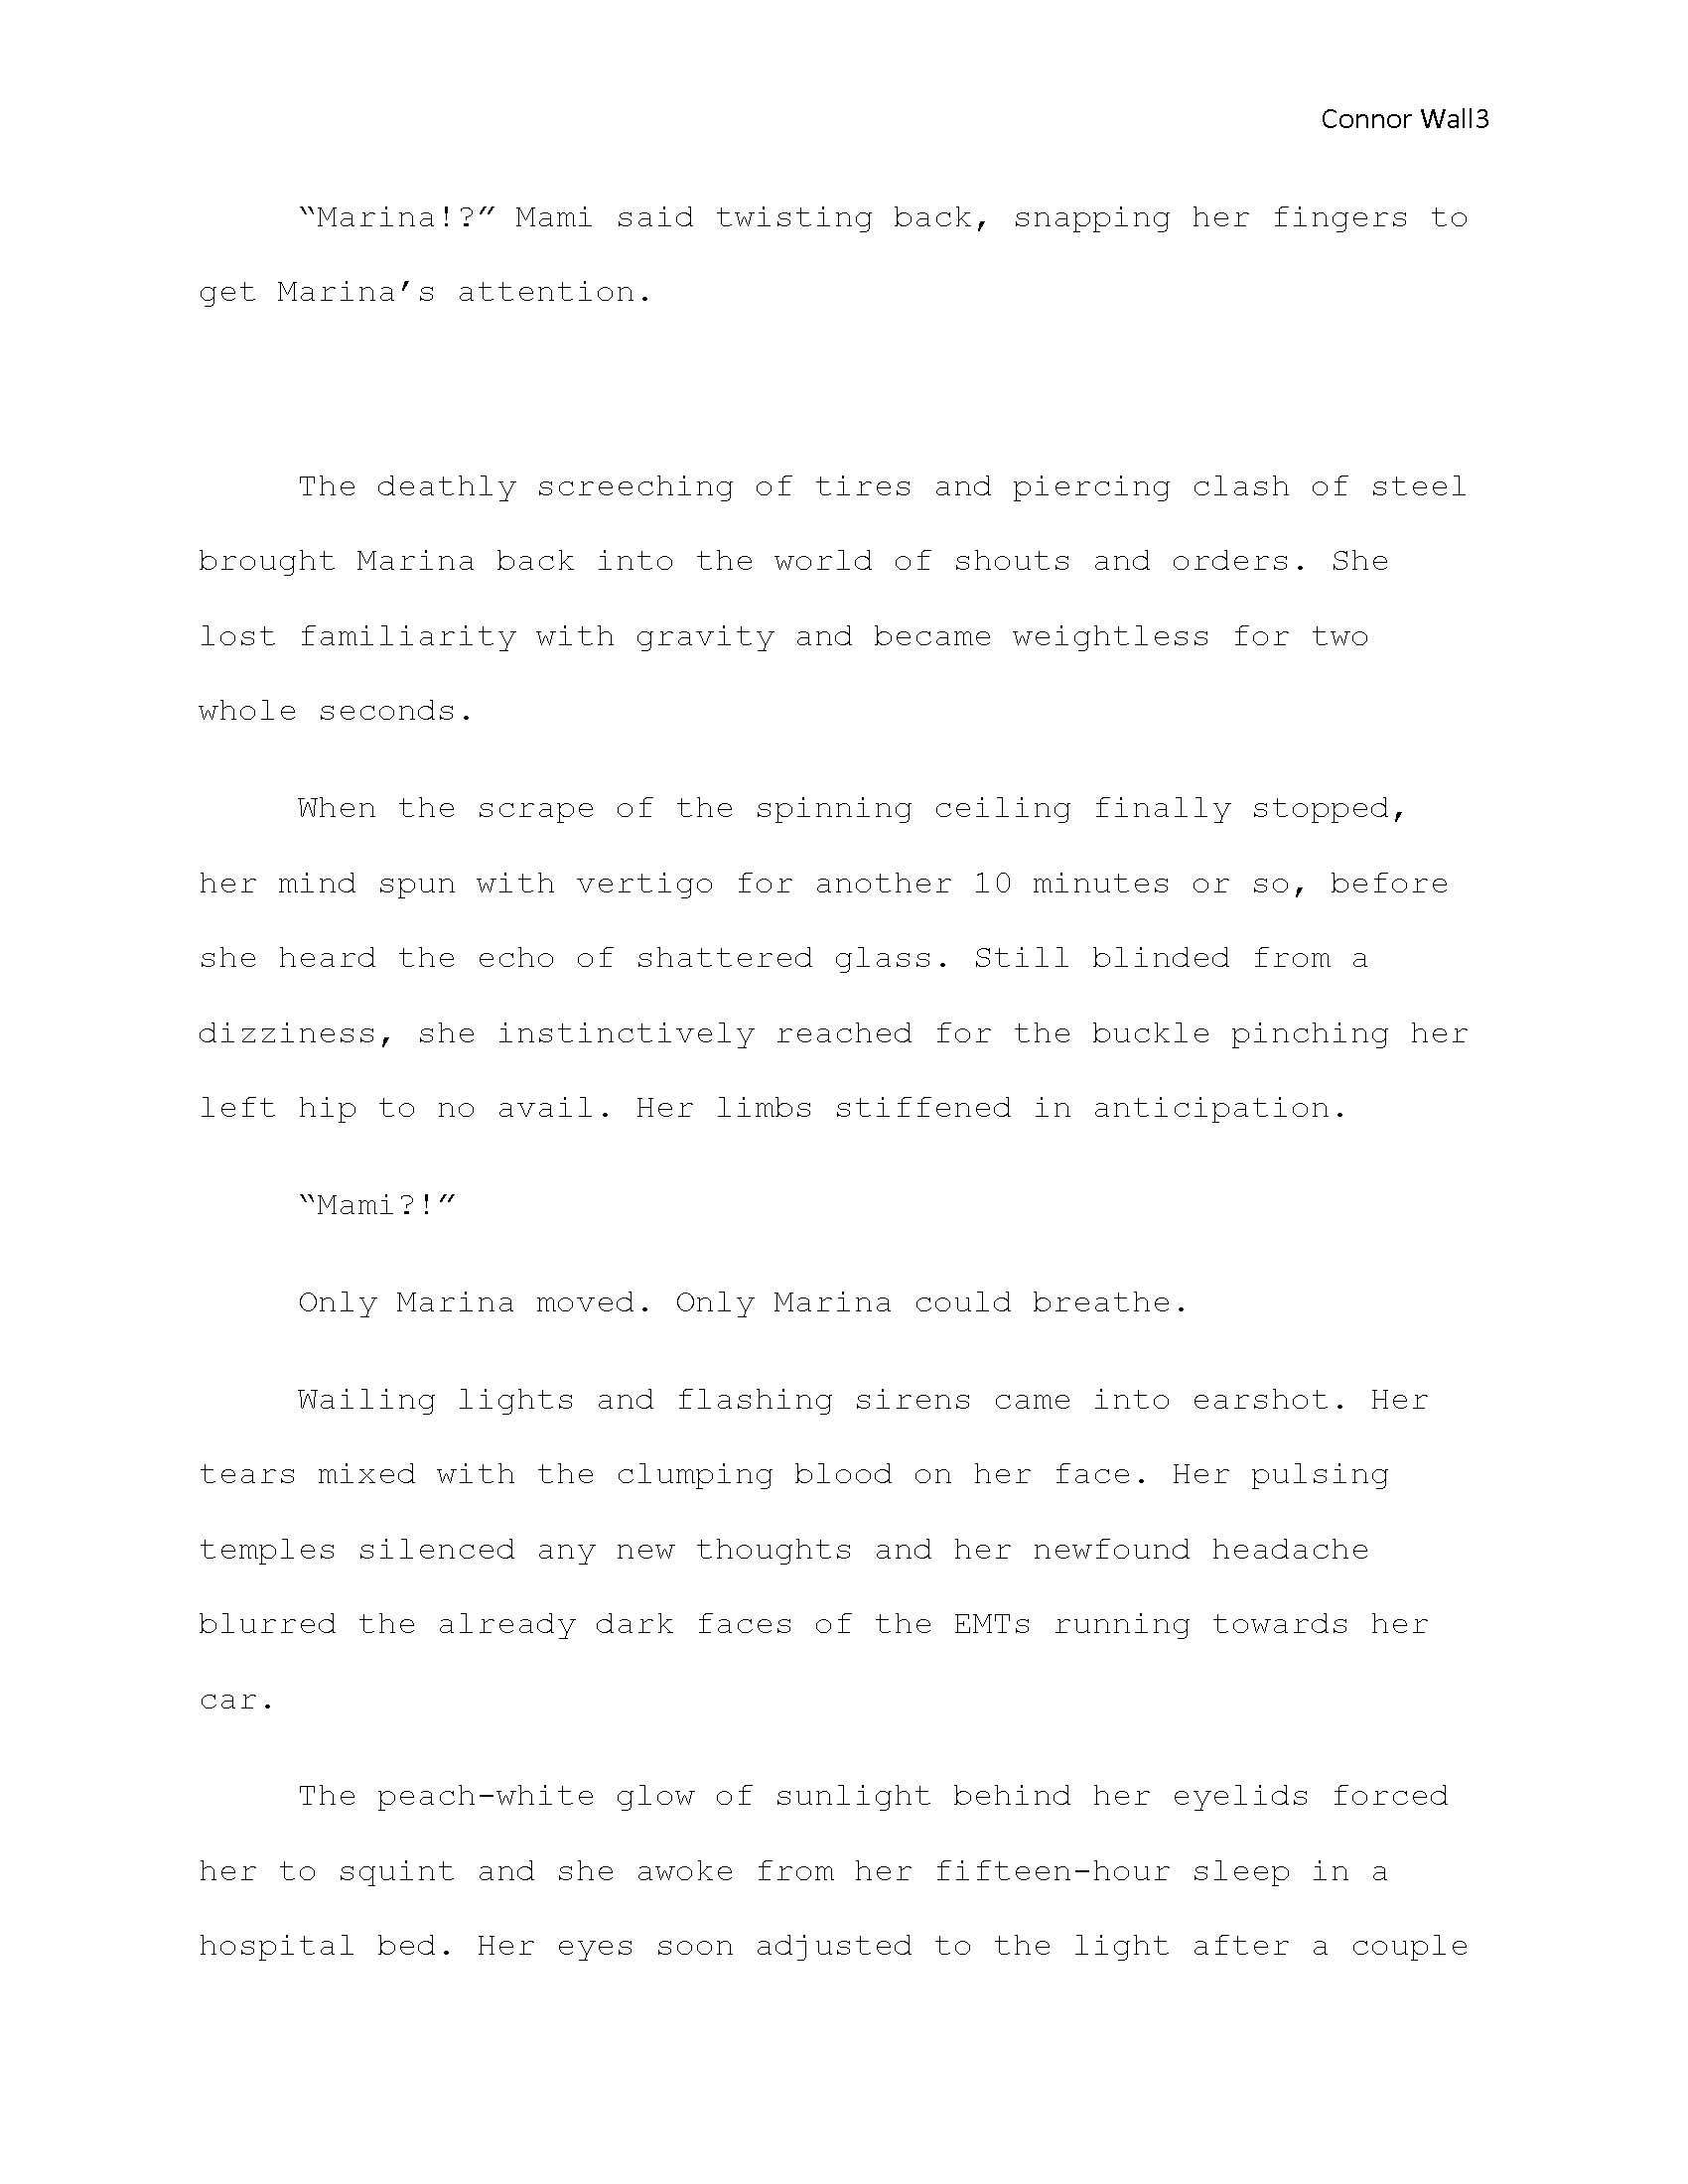 Connor Wall3
“Marina!?” Mami said twisting back, snapping her fingers to
get Marina’s attention.
The deathly screeching of tires and piercing clash of steel
brought Marina back into the world of shouts and orders. She
lost familiarity with gravity and became weightless for two
whole seconds.
When the scrape of the spinning ceiling finally stopped,
her mind spun with vertigo for another 10 minutes or so, before
she heard the echo of shattered glass. Still blinded from a
dizziness, she instinctively reached for the buckle pinching her
left hip to no avail. Her limbs stiffened in anticipation.
“Mami?!”
Only Marina moved. Only Marina could breathe.
Wailing lights and flashing sirens came into earshot. Her
tears mixed with the clumping blood on her face. Her pulsing
temples silenced any new thoughts and her newfound headache
blurred the already dark faces of the EMTs running towards her
car.
The peach-white glow of sunlight behind her eyelids forced
her to squint and she awoke from her fifteen-hour sleep in a
hospital bed. Her eyes soon adjusted to the light after a couple